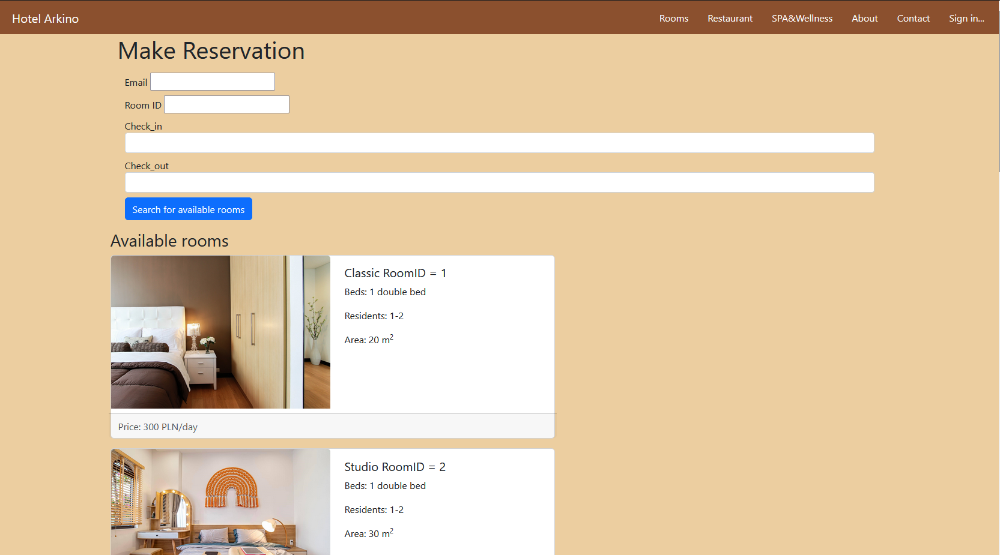 Hotel Arkino Rooms Restaurant SPA&Wellness About Contact Sign in...
Make Reservation
Email
Room ID
Check_in
Check_out
Search for available rooms
Available rooms
Classic RoomID = 1
Beds: 1 double bed
Residents: 1-2
Area: 20 m²
Price: 300 PLN/day
Studio RoomID = 2
Beds: 1 double bed
Residents: 1-2
Area: 30 m²